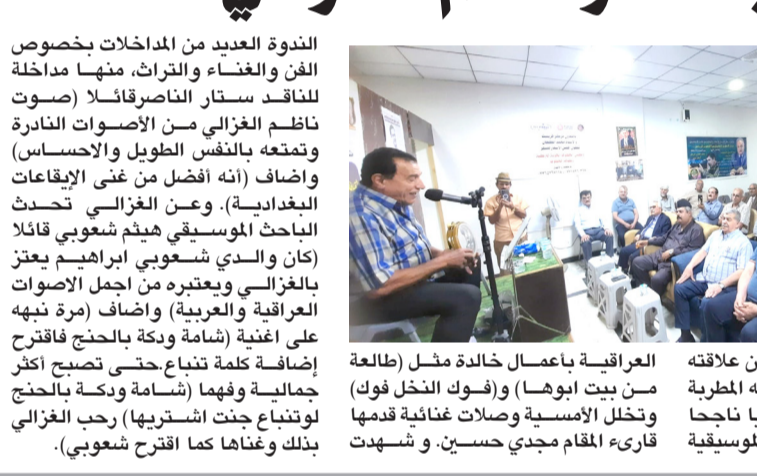 ن علاقته
ه المطربة
يا ناجحا
لموسيقية
العراقية بأعمال خالدة مثل (طالعة
من بيت ابوها) و(فوك النخل فوك)
وتخلل الأمسية وصلات غنائية قدمها
قارىء المقام مجدي حسين. و شهدت
الندوة العديد من المداخلات بخصوص
الفن والغناء والتراث، منها مداخلة
للناقد ستار الناصرقائلا (صوت
ناظم الغزالي من الأصوات النادرة
وتمتعه بالنفس الطويل والاحساس)
واضاف (أنه أفضل من غنى الإيقاعات
البغدادية). وعن الغزالي تحدث
الباحث الموسيقي هيثم شعوبي قائلا
(كان والدي شعوبي ابراهيم يعتز
بالغزالي ويعتبره من اجمل الاصوات
العراقية والعربية) واضاف (مرة نبهه
على اغنية (شامة ودكة بالحنج فاقترح
إضافة كلمة تنباع.حتى تصبح أكثر
جمالية وفهما (شامة ودكة بالحنج
لوتنباع جنت اشتريها) رحب الغزالي
بذلك وغناها كما اقترح شعوبي).